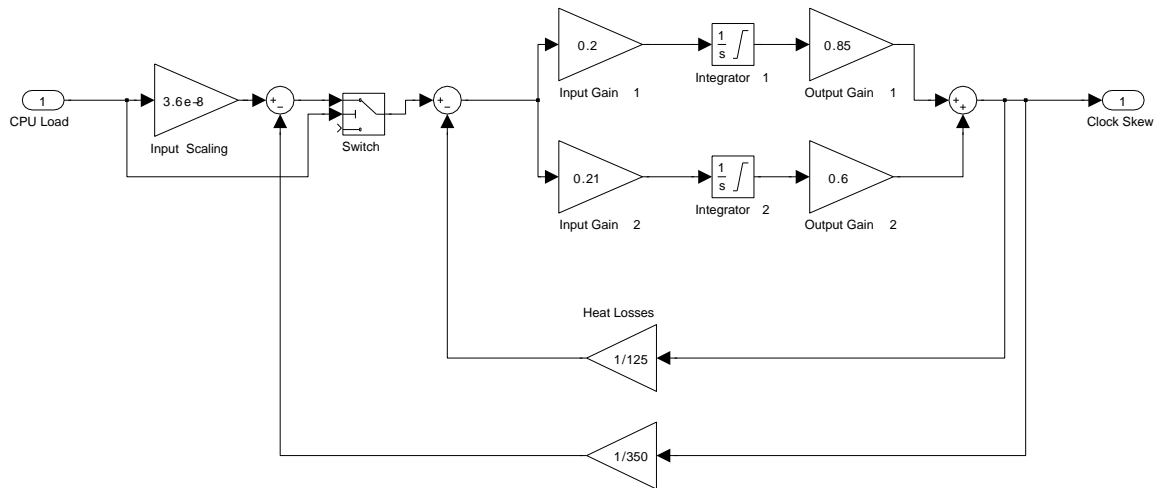 1
CPU Load
3.6e-8
Input Scaling
+
−
Switch
+
−
0.2
Input Gain 1
1
s
Integrator 1
0.85
Output Gain 1
0.21
Input Gain 2
1
s
Integrator 2
0.6
Output Gain 2
+
+
1
Clock Skew
Heat Losses
1/125
1/350